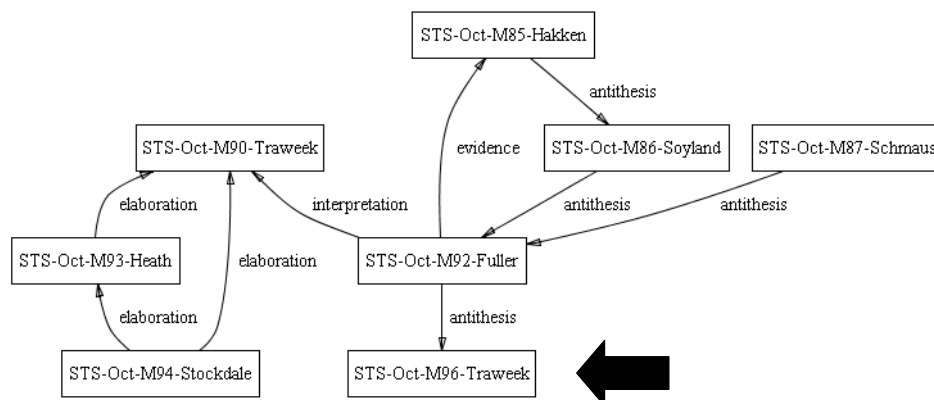 STS-Oct-M85-Hakken
antithesis
STS-Oct-M90-Traweek
evidence
STS-Oct-M86-Soyland
STS-Oct-M87-Schmaus
elaboration
interpretation
antithesis
antithesis
STS-Oct-M93-Heath
elaboration
STS-Oct-M92-Fuller
elaboration
antithesis
STS-Oct-M94-Stockdale
STS-Oct-M96-Traweek